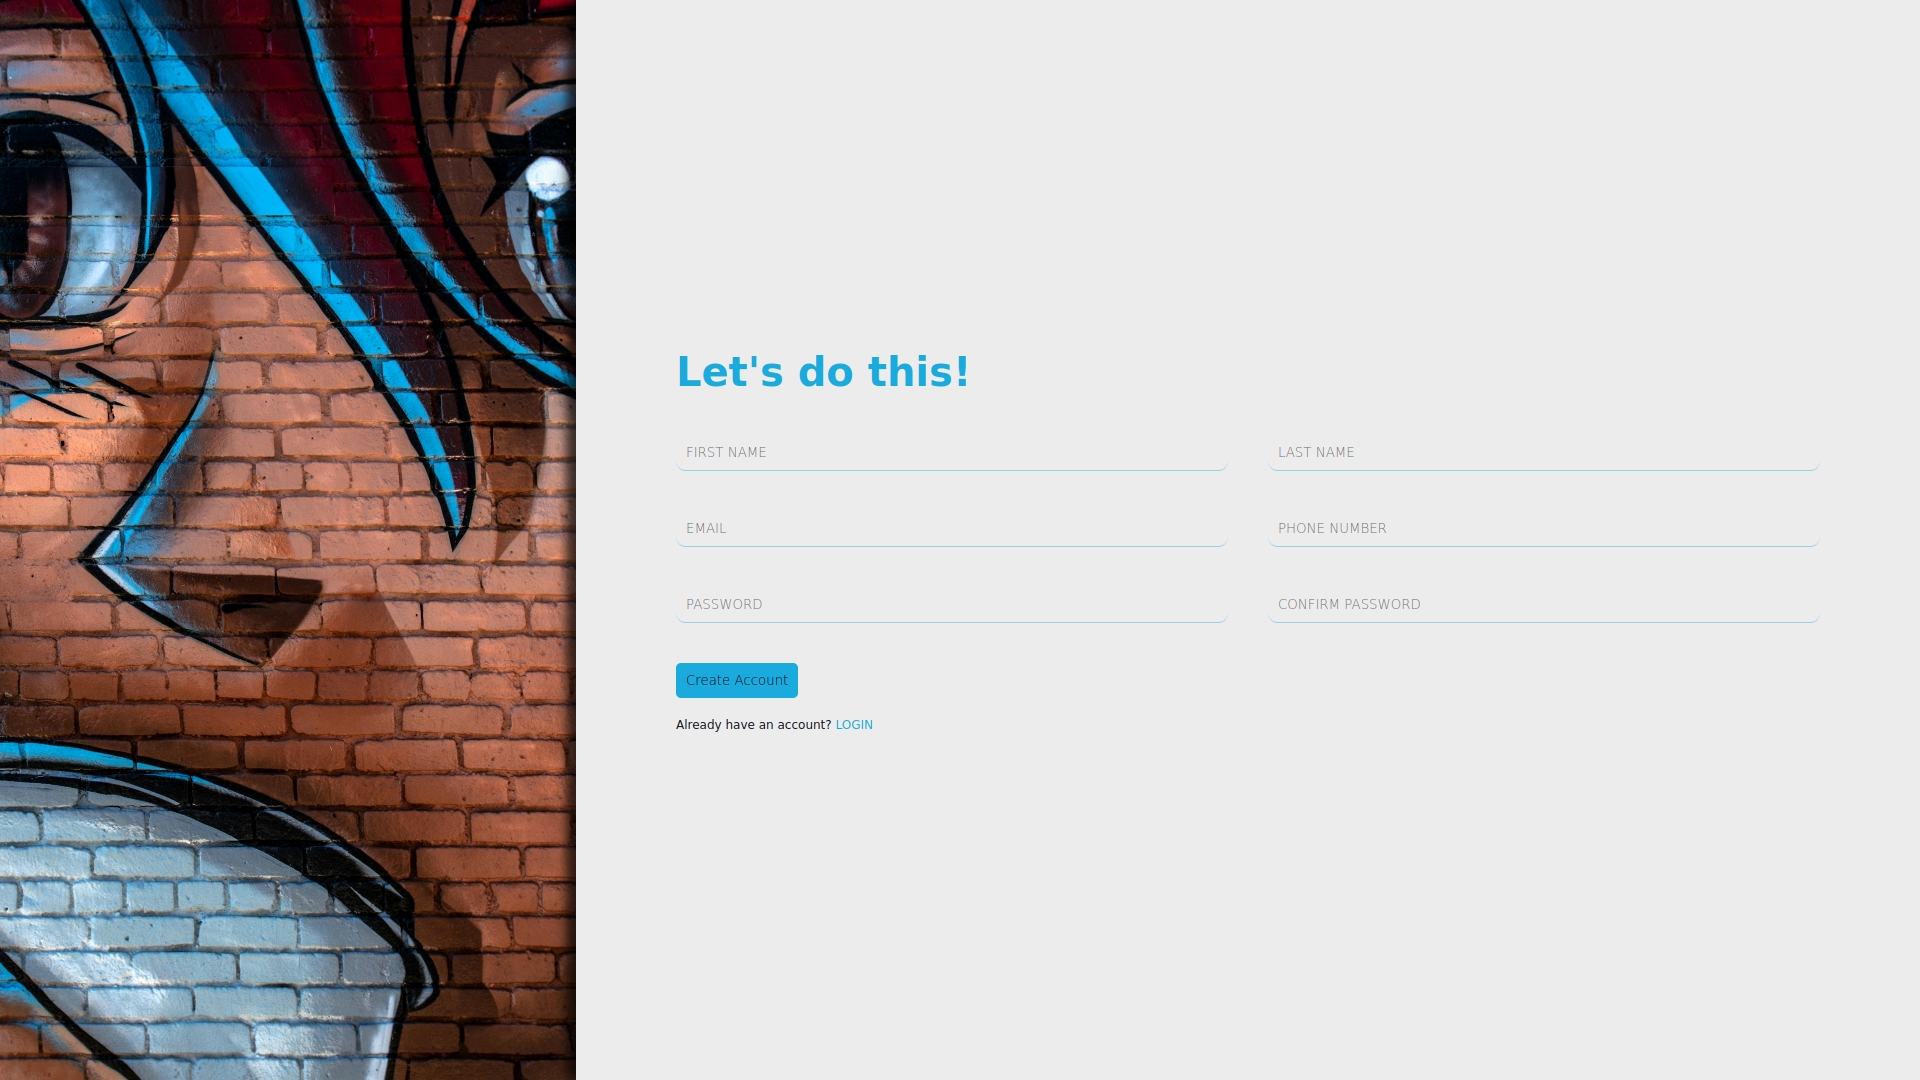 Let's do this!
FIRST NAME
LAST NAME
EMAIL
PHONE NUMBER
PASSWORD
CONFIRM PASSWORD
Create Account
Already have an account? LOGIN